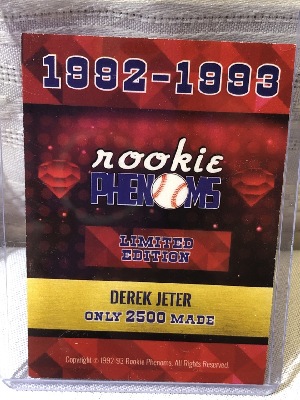 1992-1993
rookie
PHENOMS
LIMITED
EDITION
DEREK JETER
ONLY 2500 MADE
Copyright © 1992-93 Rookie Phenoms. All Rights Reserved.